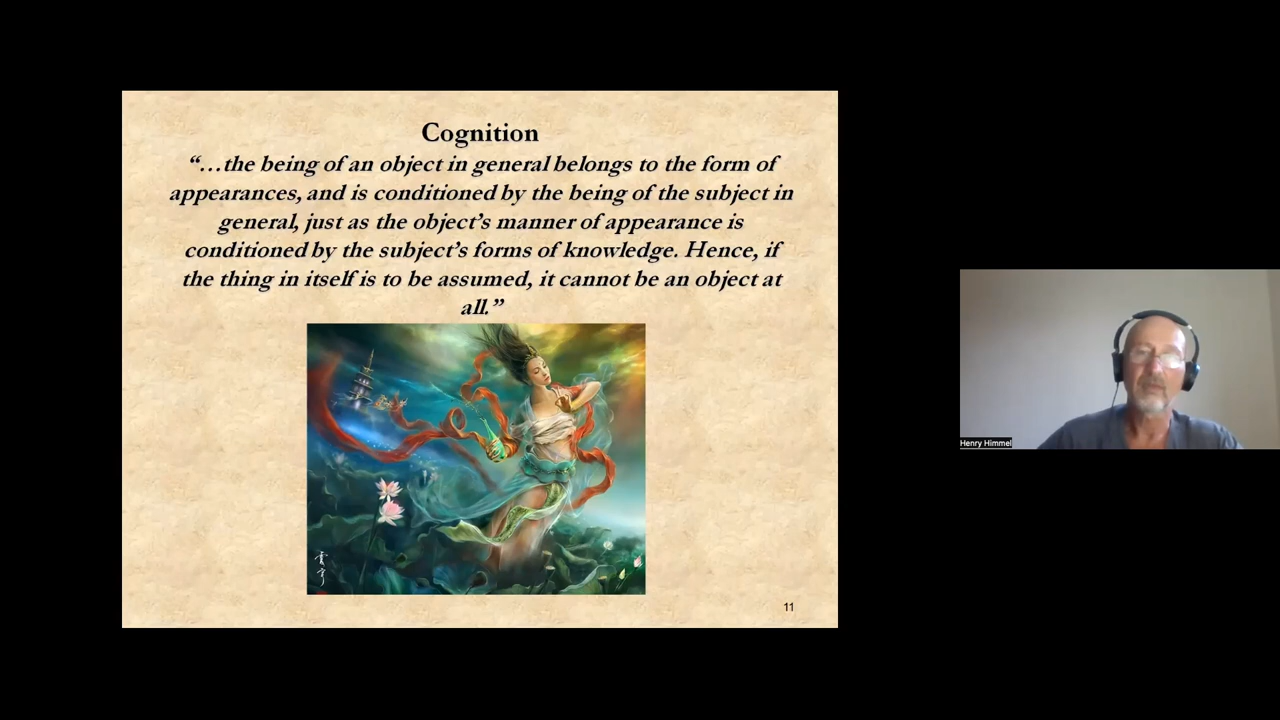 Cognition
“…the being of an object in general belongs to the form of
appearances, and is conditioned by the being of the subject in
general, just as the object’s manner of appearance is
conditioned by the subject’s forms of knowledge. Hence, if
the thing in itself is to be assumed, it cannot be an object at
all.”
11
Henry Himmel